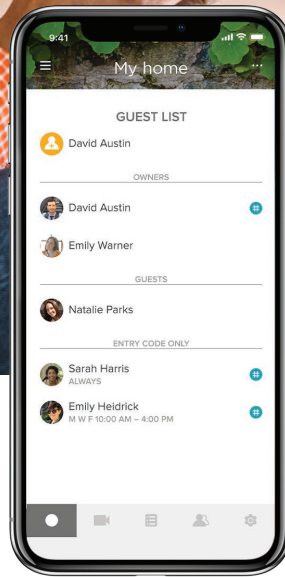 9:41
My home
GUEST LIST
David Austin
OWNERS
David Austin
#
Emily Warner
GUESTS
Natalie Parks
ENTRY CODE ONLY
Sarah Harris
ALWAYS
#
Emily Heidrick
M W F 10:00 AM – 4:00 PM
#